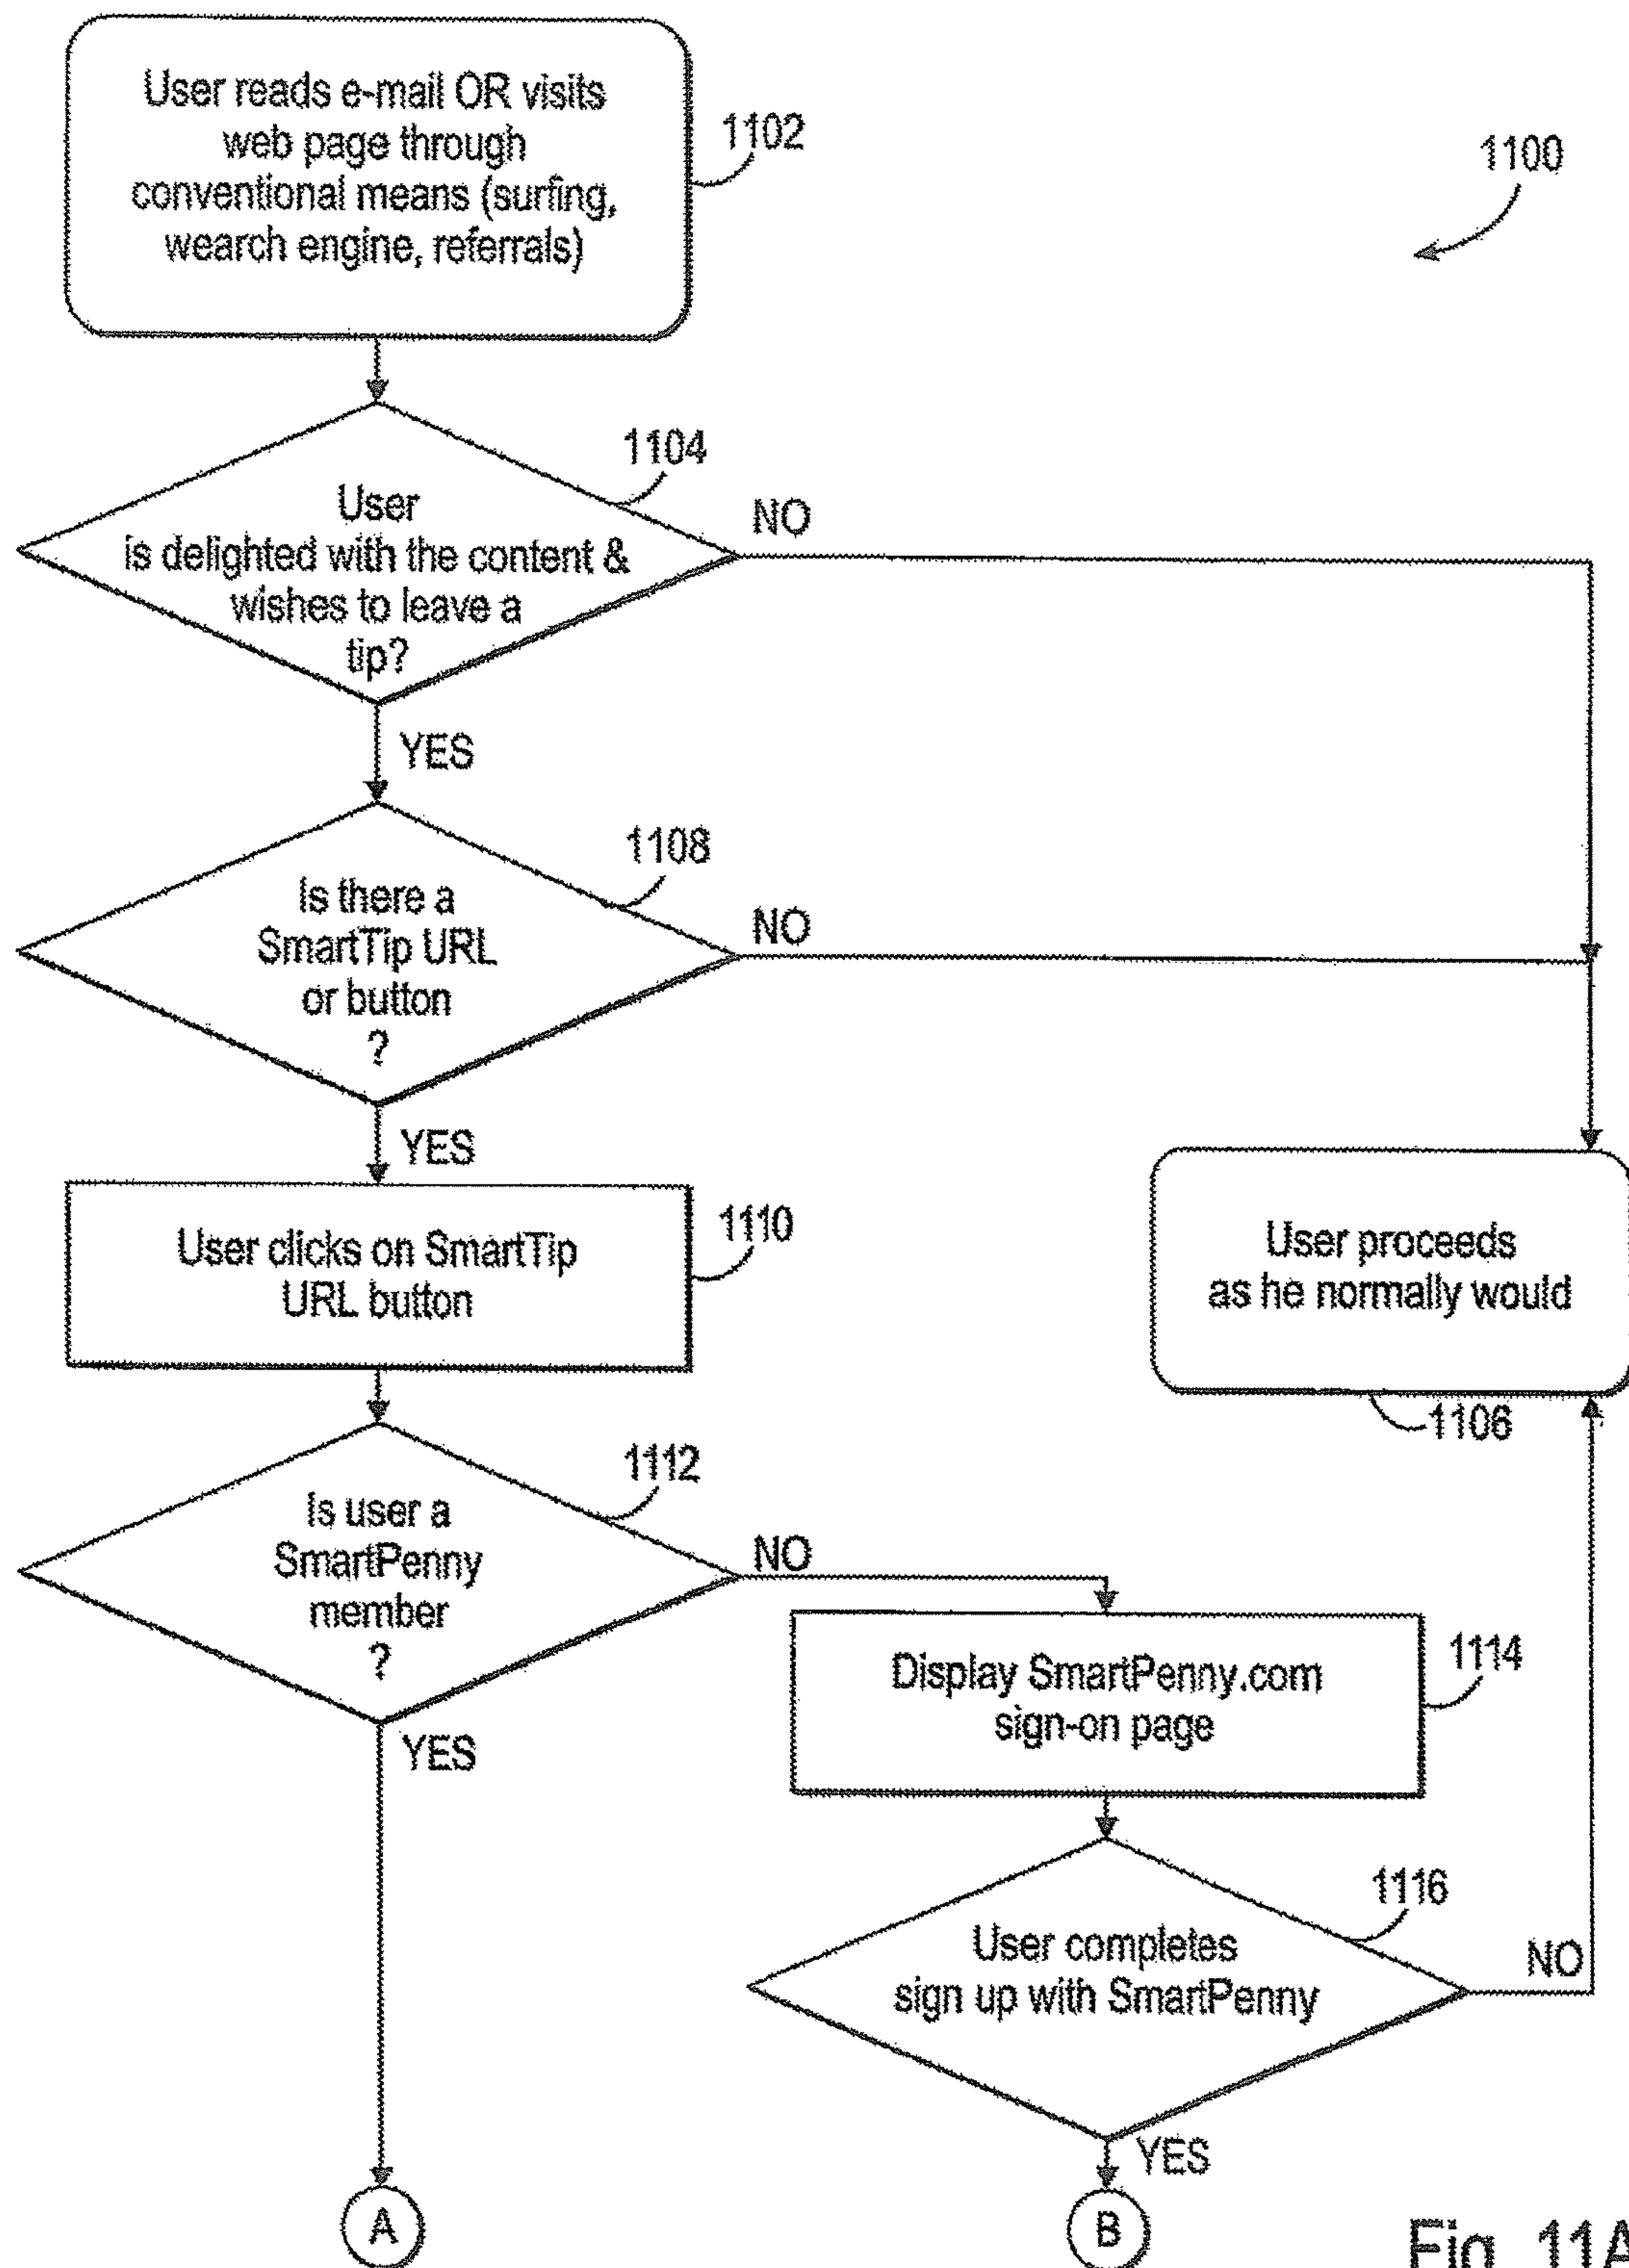 User reads e-mail OR visits
web page through
conventional means (surfing,
wearch engine, referrals)
1102
1100
1104
User
is delighted with the content &
wishes to leave a
tip?
NO
YES
1108
Is there a
SmartTip URL
or button
?
NO
YES
User clicks on SmartTip
URL button
1110
User proceeds
as he normally would
1106
1112
Is user a
SmartPenny
member
?
NO
YES
Display SmartPenny.com
sign-on page
1114
1116
User completes
sign up with SmartPenny
NO
YES
A
B
Fig. 11A